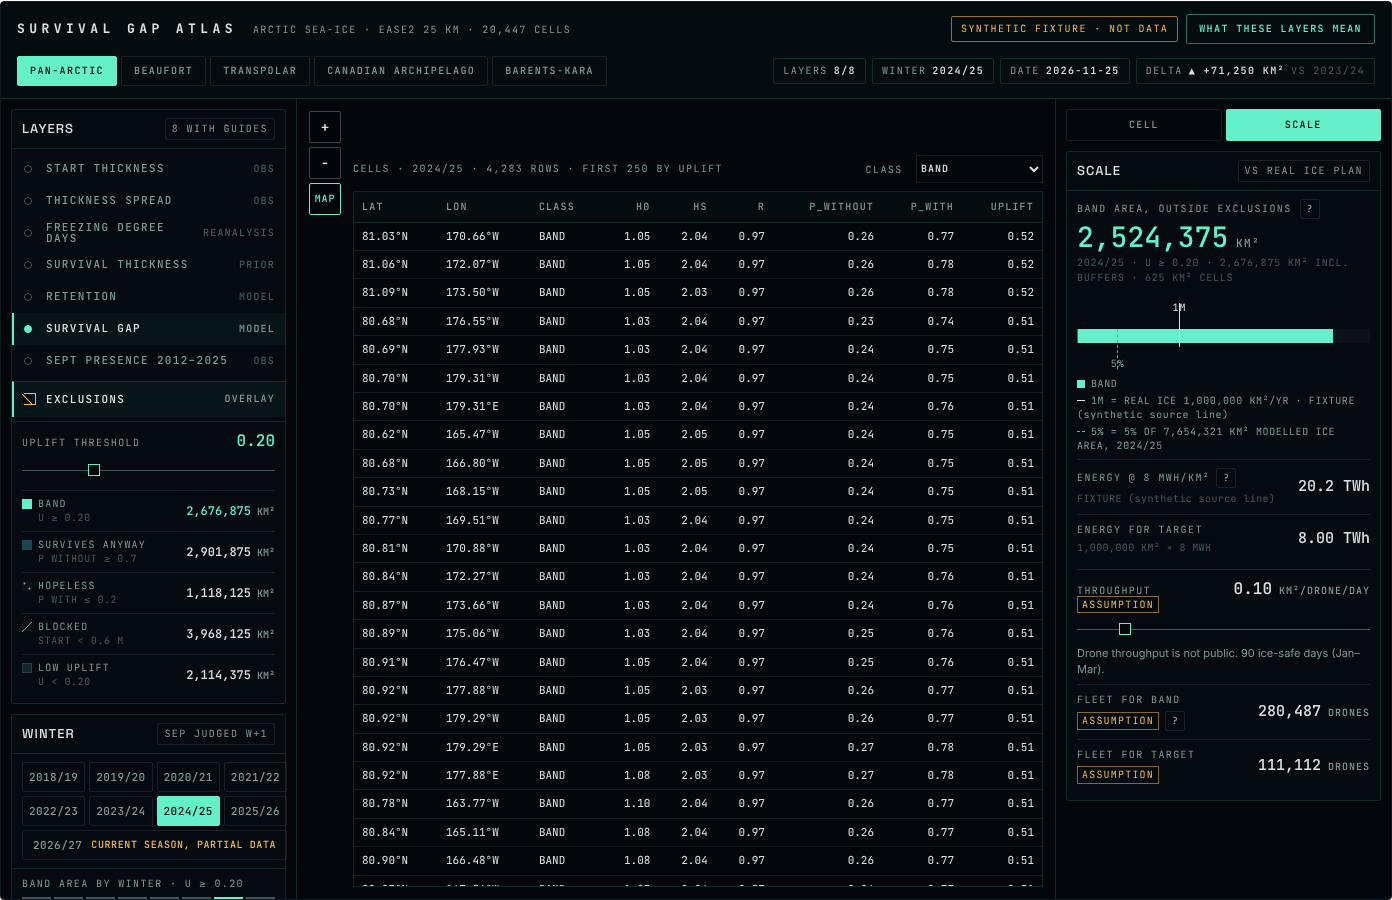 SURVIVAL GAP ATLAS ARCTIC SEA-ICE · EASE2 25 KM · 20,447 CELLS
SYNTHETIC FIXTURE · NOT DATA
WHAT THESE LAYERS MEAN
PAN-ARCTIC BEAUFORT TRANSPOLAR CANADIAN ARCHIPELAGO BARENTS-KARA
LAYERS 8/8 WINTER 2024/25 DATE 2026-11-25 DELTA ▲ +71,250 KM² VS 2023/24
LAYERS 8 WITH GUIDES
START THICKNESS OBS
THICKNESS SPREAD OBS
FREEZING DEGREE DAYS REANALYSIS
SURVIVAL THICKNESS PRIOR
RETENTION MODEL
SURVIVAL GAP MODEL
SEPT PRESENCE 2012–2025 OBS
EXCLUSIONS OVERLAY
UPLIFT THRESHOLD 0.20
BAND 2,676,875 KM²
U ≥ 0.20
SURVIVES ANYWAY 2,901,875 KM²
P WITHOUT ≥ 0.7
HOPELESS 1,118,125 KM²
P WITH ≤ 0.2
BLOCKED 3,968,125 KM²
START < 0.6 M
LOW UPLIFT 2,114,375 KM²
U < 0.20
WINTER SEP JUDGED W+1
2018/19 2019/20 2020/21 2021/22
2022/23 2023/24 2024/25 2025/26
2026/27 CURRENT SEASON, PARTIAL DATA
BAND AREA BY WINTER · U ≥ 0.20
+
-
MAP
CELLS · 2024/25 · 4,283 ROWS · FIRST 250 BY UPLIFT CLASS BAND
LAT LON CLASS H0 HS R P_WITHOUT P_WITH UPLIFT
81.03°N 170.66°W BAND 1.05 2.04 0.97 0.26 0.77 0.52
81.06°N 172.07°W BAND 1.05 2.04 0.97 0.26 0.78 0.52
81.09°N 173.50°W BAND 1.05 2.03 0.97 0.26 0.78 0.52
80.68°N 176.55°W BAND 1.03 2.04 0.97 0.23 0.74 0.51
80.69°N 177.93°W BAND 1.03 2.04 0.97 0.24 0.75 0.51
80.70°N 179.31°W BAND 1.03 2.04 0.97 0.24 0.75 0.51
80.70°N 179.31°E BAND 1.03 2.04 0.97 0.24 0.76 0.51
80.62°N 165.47°W BAND 1.05 2.05 0.97 0.24 0.75 0.51
80.68°N 166.80°W BAND 1.05 2.05 0.97 0.24 0.75 0.51
80.73°N 168.15°W BAND 1.05 2.05 0.97 0.24 0.75 0.51
80.77°N 169.51°W BAND 1.03 2.04 0.97 0.24 0.75 0.51
80.81°N 170.88°W BAND 1.03 2.04 0.97 0.24 0.75 0.51
80.84°N 172.27°W BAND 1.03 2.04 0.97 0.24 0.76 0.51
80.87°N 173.66°W BAND 1.03 2.04 0.97 0.24 0.76 0.51
80.89°N 175.06°W BAND 1.03 2.04 0.97 0.25 0.76 0.51
80.91°N 176.47°W BAND 1.03 2.04 0.97 0.25 0.76 0.51
80.92°N 177.88°W BAND 1.05 2.03 0.97 0.26 0.77 0.51
80.92°N 179.29°W BAND 1.05 2.03 0.97 0.26 0.77 0.51
80.92°N 179.29°E BAND 1.05 2.03 0.97 0.27 0.78 0.51
80.92°N 177.88°E BAND 1.08 2.03 0.97 0.27 0.78 0.51
80.78°N 163.77°W BAND 1.10 2.04 0.97 0.26 0.77 0.51
80.84°N 165.11°W BAND 1.08 2.04 0.97 0.26 0.77 0.51
80.90°N 166.48°W BAND 1.08 2.04 0.97 0.26 0.77 0.51
CELL SCALE
SCALE VS REAL ICE PLAN
BAND AREA, OUTSIDE EXCLUSIONS ?
2,524,375 KM²
2024/25 · U ≥ 0.20 · 2,676,875 KM² INCL.
BUFFERS · 625 KM² CELLS
1M
5%
BAND
1M = REAL ICE 1,000,000 KM²/YR · FIXTURE
(synthetic source line)
5% = 5% OF 7,654,321 KM² MODELLED ICE
AREA, 2024/25
ENERGY @ 8 MWH/KM² ? 20.2 TWh
FIXTURE (synthetic source line)
ENERGY FOR TARGET 8.00 TWh
1,000,000 KM² × 8 MWH
THROUGHPUT 0.10 KM²/DRONE/DAY
ASSUMPTION
Drone throughput is not public. 90 ice-safe days (Jan–
Mar).
FLEET FOR BAND 280,487 DRONES
ASSUMPTION ?
FLEET FOR TARGET 111,112 DRONES
ASSUMPTION